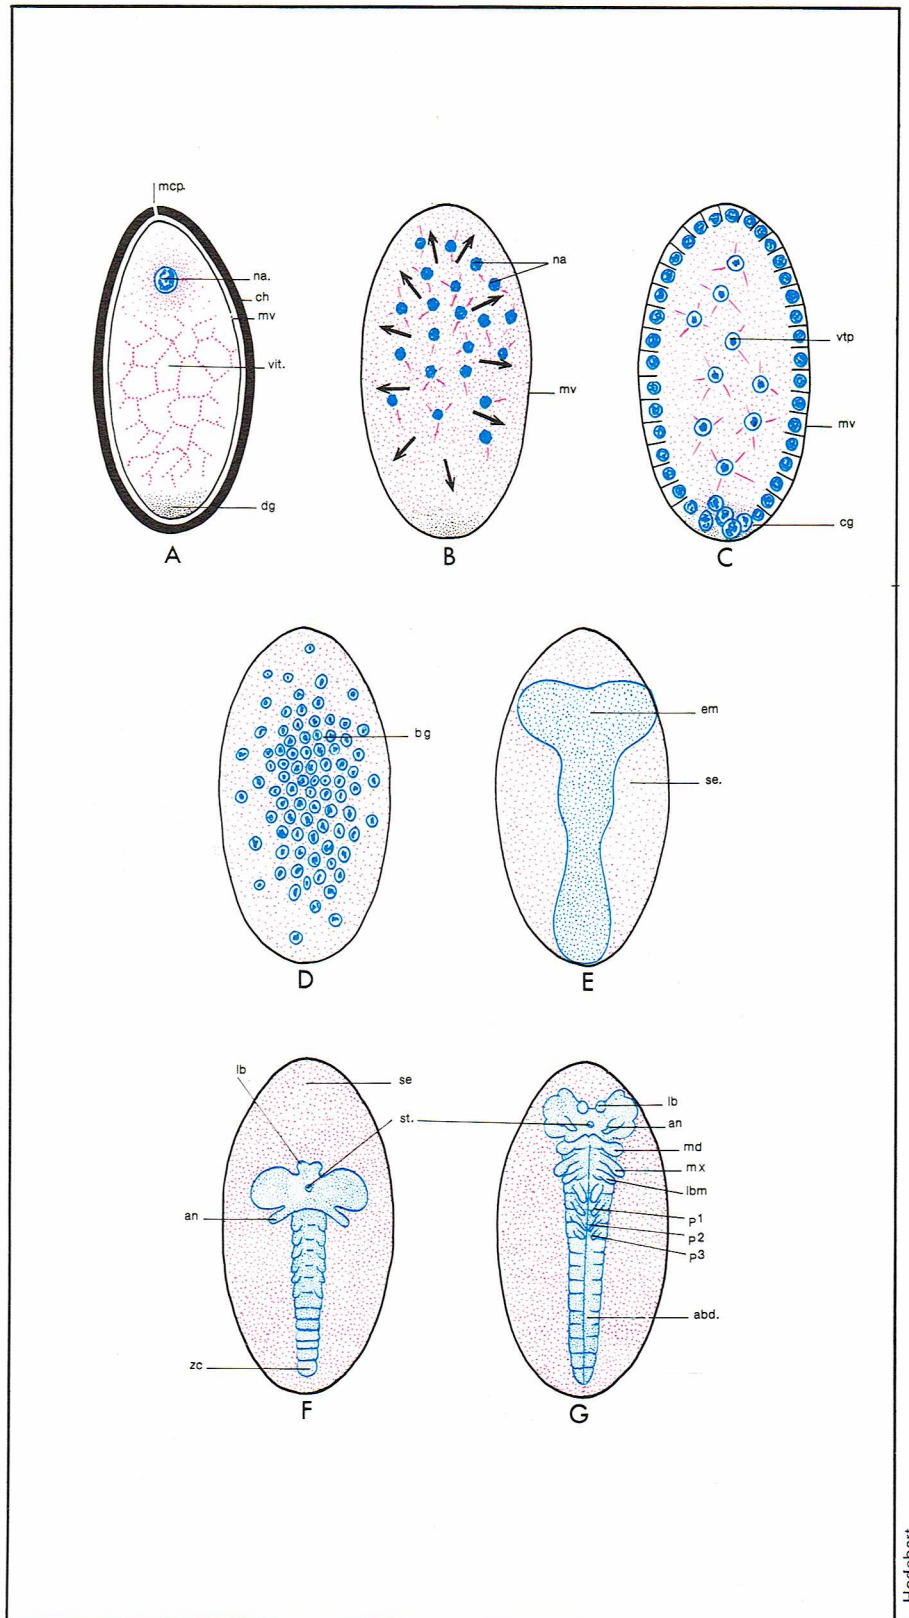 mcp.
na.
ch
mv
vit.
dg
A
na
mv
B
vtp
mv
cg
C
bg
D
em
se.
E
lb
se
st.
an
zc
F
lb
an
md
mx
lbm
p1
p2
p3
abd.
G